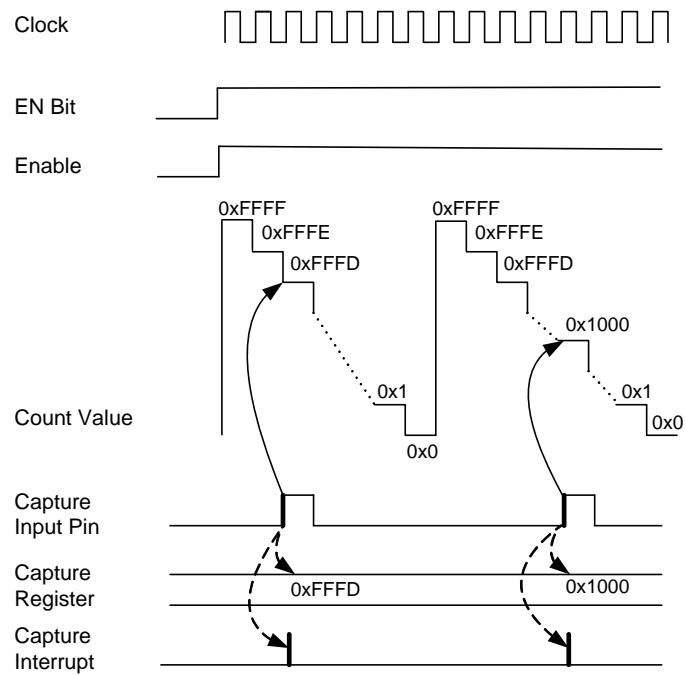 Clock
EN Bit
Enable
0xFFFF
0xFFFF
0xFFFE
0xFFFE
0xFFFD
0xFFFD
0x1000
0x1
0x1
Count Value
0x0
0x0
Capture
Input Pin
Capture
Register
0xFFFD
0x1000
Capture
Interrupt